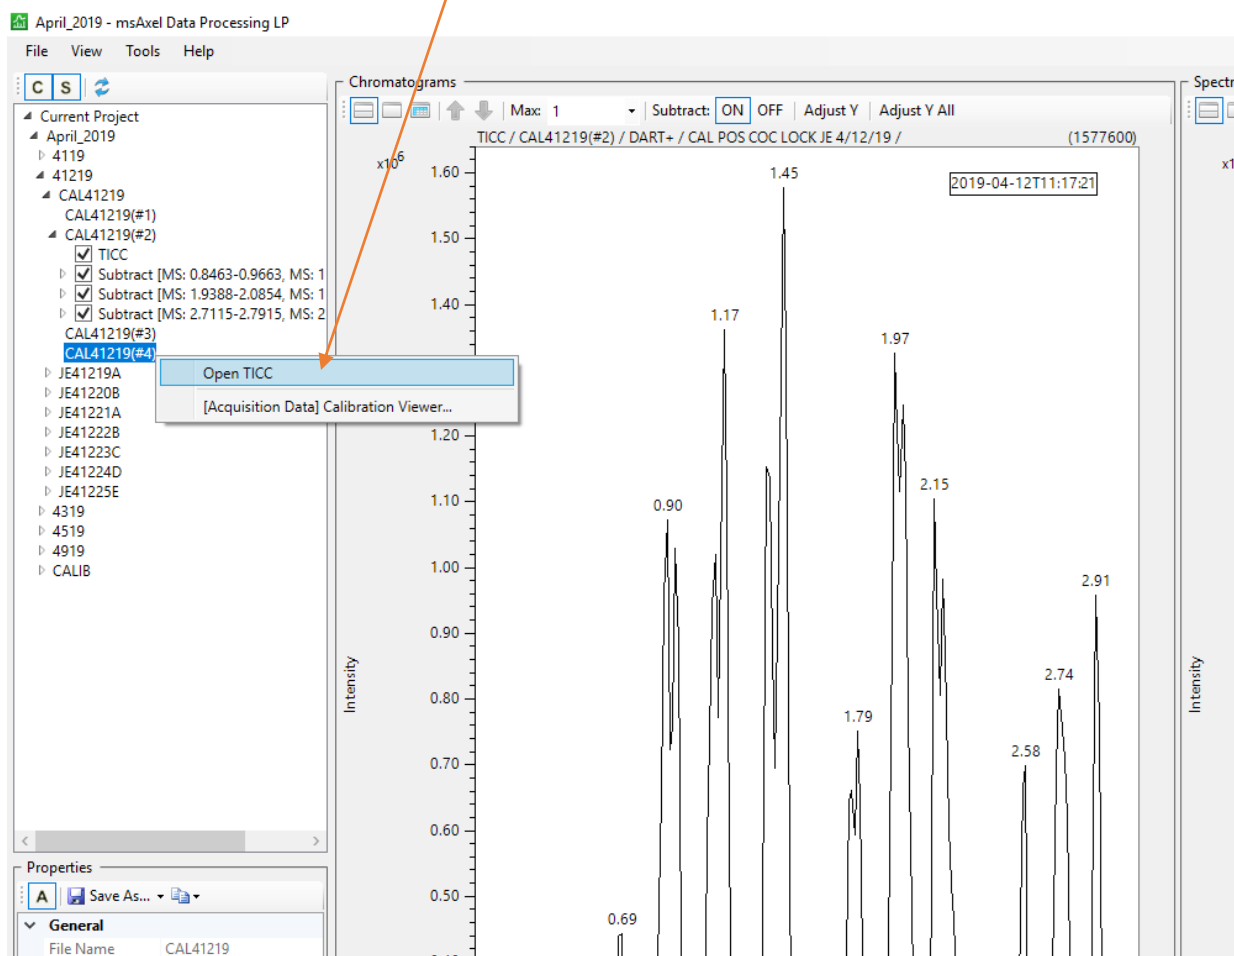 April_2019 - msAxel Data Processing LP
File View Tools Help
C S
Current Project
April_2019
4119
41219
CAL41219
CAL41219(#1)
CAL41219(#2)
TICC
Subtract [MS: 0.8463-0.9663, MS: 1
Subtract [MS: 1.9388-2.0854, MS: 1
Subtract [MS: 2.7115-2.7915, MS: 2
CAL41219(#3)
CAL41219(#4)
JE41219A
JE41220B
JE41221A
JE41222B
JE41223C
JE41224D
JE41225E
4319
4519
4919
CALIB
Open TICC
[Acquisition Data] Calibration Viewer...
Properties
A Save As...
General
File Name CAL41219
Chromatograms
Max: 1 Subtract: ON OFF Adjust Y Adjust Y All
TICC / CAL41219(#2) / DART+ / CAL POS COC LOCK JE 4/12/19 / (1577600)
x10⁶
2019-04-12T11:17:21
1.60
1.50
1.40
1.20
1.10
1.00
0.90
0.80
0.70
0.60
0.50
Intensity
0.69
0.90
1.17
1.45
1.79
1.97
2.15
2.58
2.74
2.91
Spectr
x1
Intensity